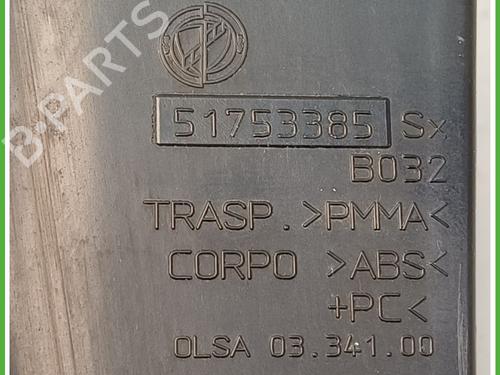 B-PARTS
51753385 Sx
B032
TRASP. >PMMA<
CORPO >ABS<
+PC<
OLSA 03.341.00